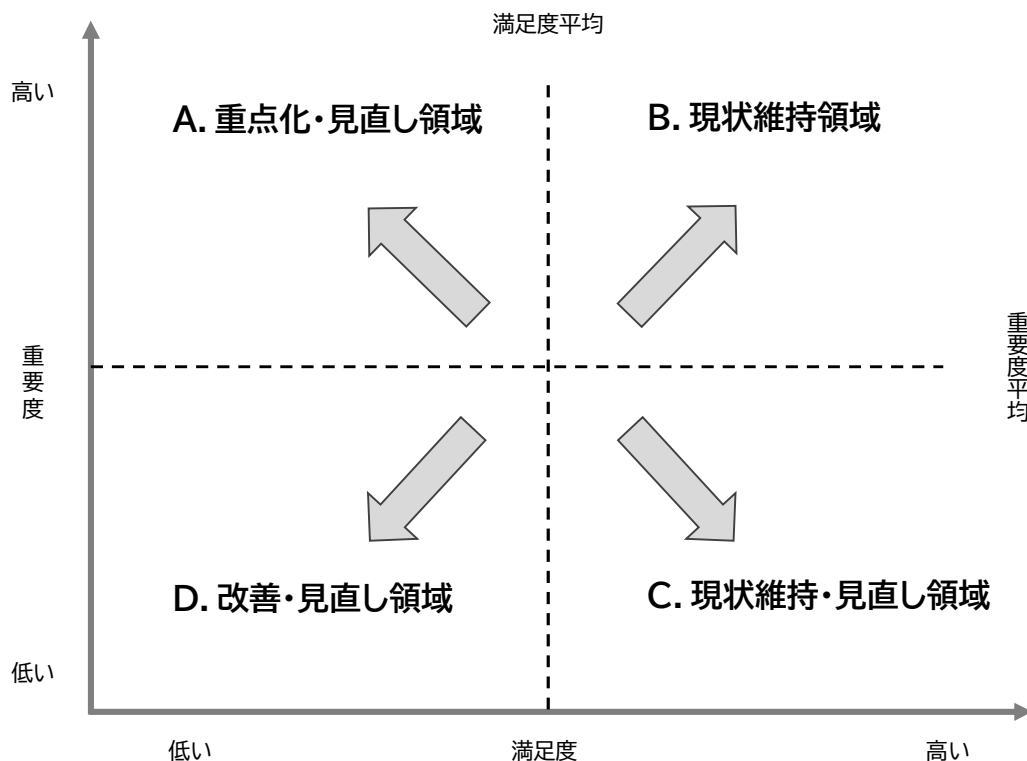 満足度平均
高い
A. 重点化・見直し領域
B. 現状維持領域
重要度
重要度平均
D. 改善・見直し領域
C. 現状維持・見直し領域
低い
低い
満足度
高い